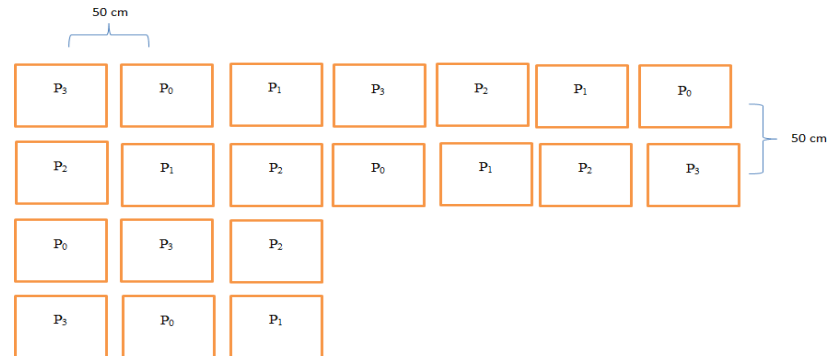 50 cm
P₃ P₀ P₁ P₃ P₂ P₁ P₀
50 cm
P₂ P₁ P₂ P₀ P₁ P₂ P₃
P₀ P₃ P₂
P₃ P₀ P₁